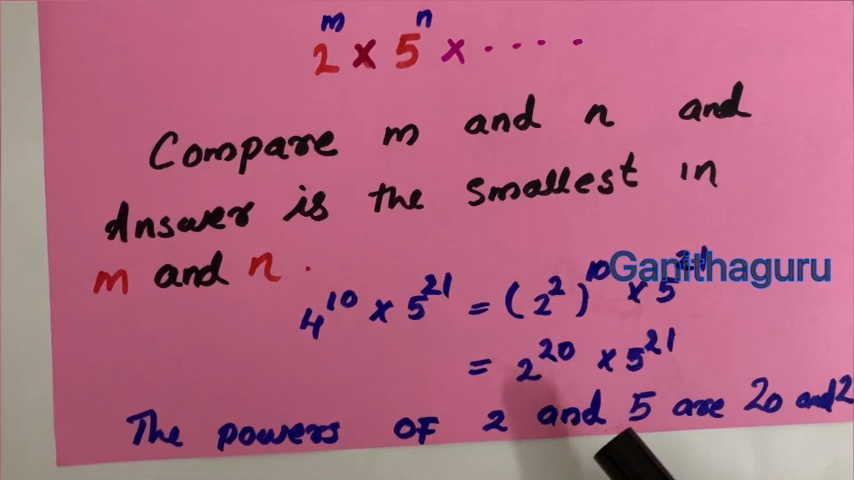 2^m × 5^n × ....
Compare m and n and
Answer is the smallest in
m and n.
Ganithaguru
4^10 × 5^21 = (2^2)^10 × 5^21
= 2^20 × 5^21
The powers of 2 and 5 are 20 and 2